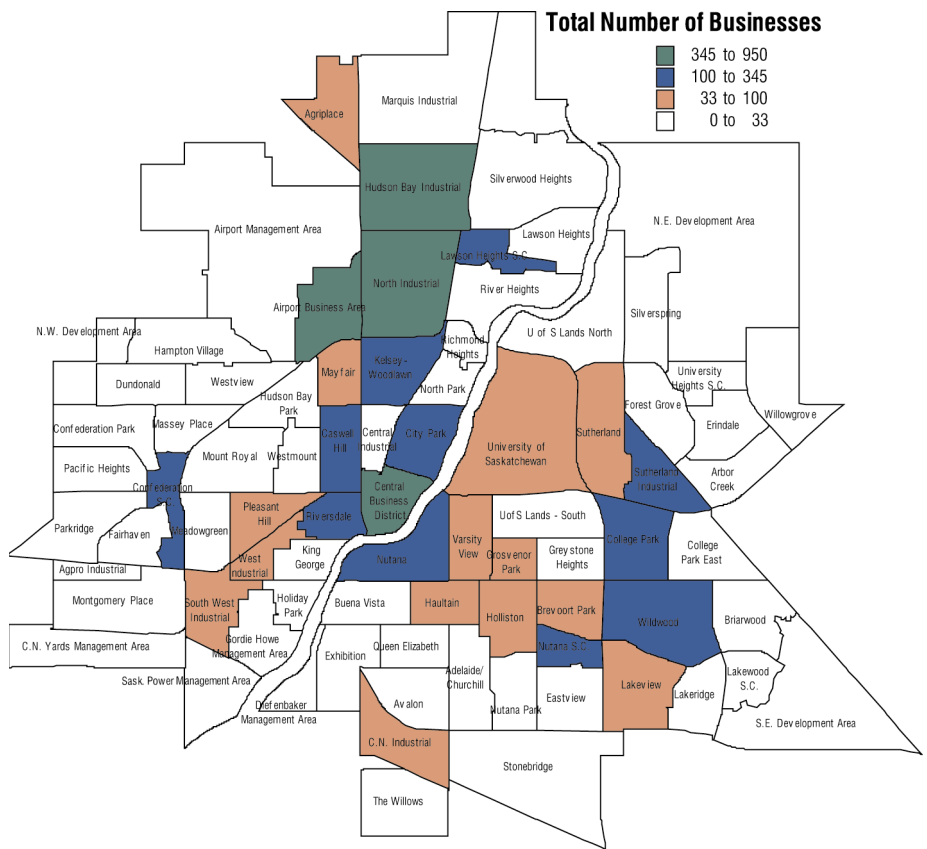 Total Number of Businesses
345 to 950
100 to 345
33 to 100
0 to 33
Marquis Industrial
Agriplace
Silverwood Heights
Hudson Bay Industrial
N.E. Development Area
Airport Management Area
Lawson Heights
Lawson Heights S.C.
North Industrial
River Heights
Airport Business Area
Silverspring
N.W. Development Area
U of S Lands North
Richmond
Heights
Hampton Village
Kelsey -
Woodlawn
Mayfair
University
Heights S.C.
Dundonald
Westview
North Park
Hudson Bay
Park
Forest Grove
Willowgrove
Massey Place
Confederation Park
Erindale
Caswell
Hill
Central
Industrial
City Park
Sutherland
University of
Saskatchewan
Mount Royal
Westmount
Pacific Heights
Sutherland
Industrial
Arbor
Creek
Confederation
S.C.
Central
Business
District
Pleasant
Hill
Riversdale
UofS Lands - South
Parkridge
Fairhaven
Meadowgreen
Varsity
View
College Park
College
Park East
King
George
Grosvenor
Park
Greystone
Heights
Nutana
West
Industrial
Agpro Industrial
Montgomery Place
South West
Industrial
Holiday
Park
Buena Vista
Haultain
Holliston
Brevoort Park
Wildwood
Briarwood
Gordie Howe
Management Area
C.N. Yards Management Area
Exhibition
Queen Elizabeth
Nutana S.C.
Adelaide/
Churchill
Lakewood
S.C.
Sask. Power Management Area
Lakeview
Lakeridge
Eastview
Avalon
Diefenbaker
Management Area
Nutana Park
S.E. Development Area
C.N. Industrial
Stonebridge
The Willows